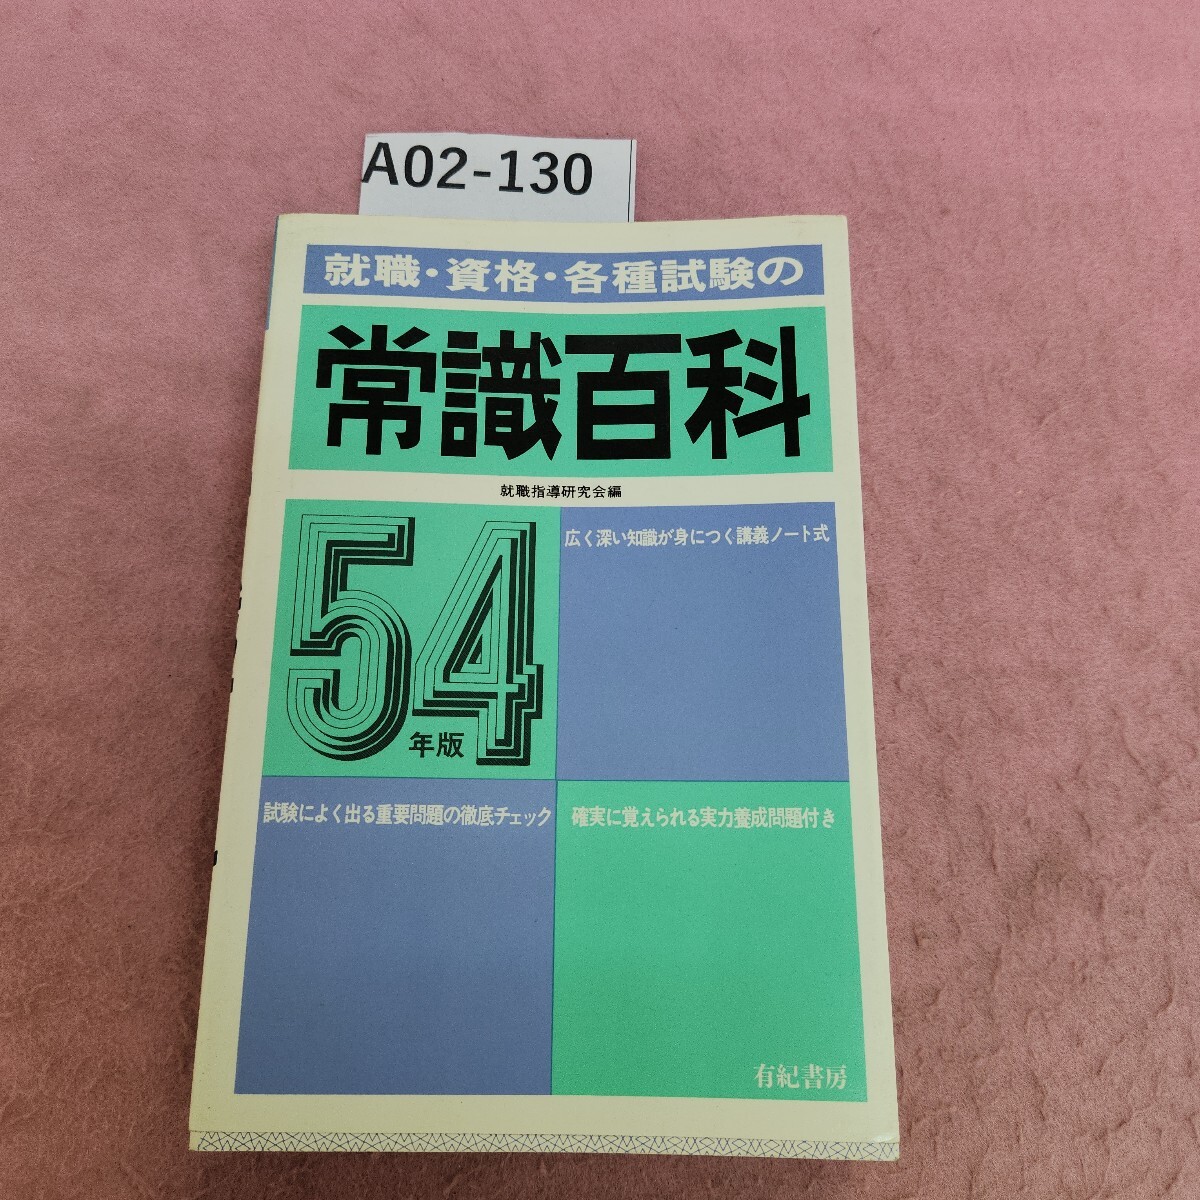 A02-130
就職・資格・各種試験の
常識百科
就職指導研究会編
54
年版
広く深い知識が身につく講義ノート式
試験によく出る重要問題の徹底チェック
確実に覚えられる実力養成問題付き
有紀書房